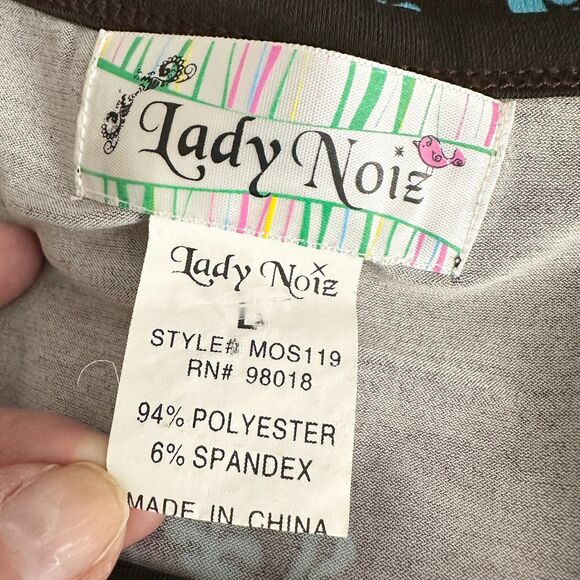 Lady Noiz
Lady Noiz
L
STYLE# MOS119
RN# 98018
94% POLYESTER
6% SPANDEX
MADE IN CHINA